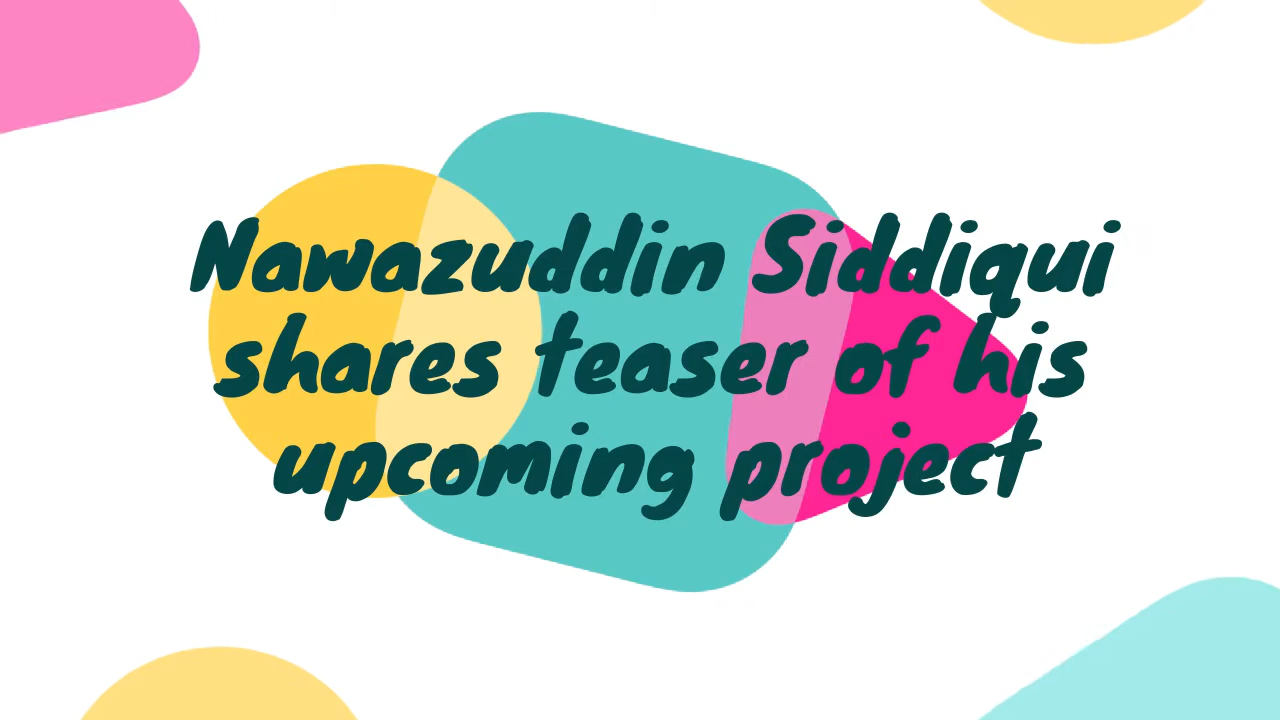 Nawazuddin Siddiqui
shares teaser of his
upcoming project